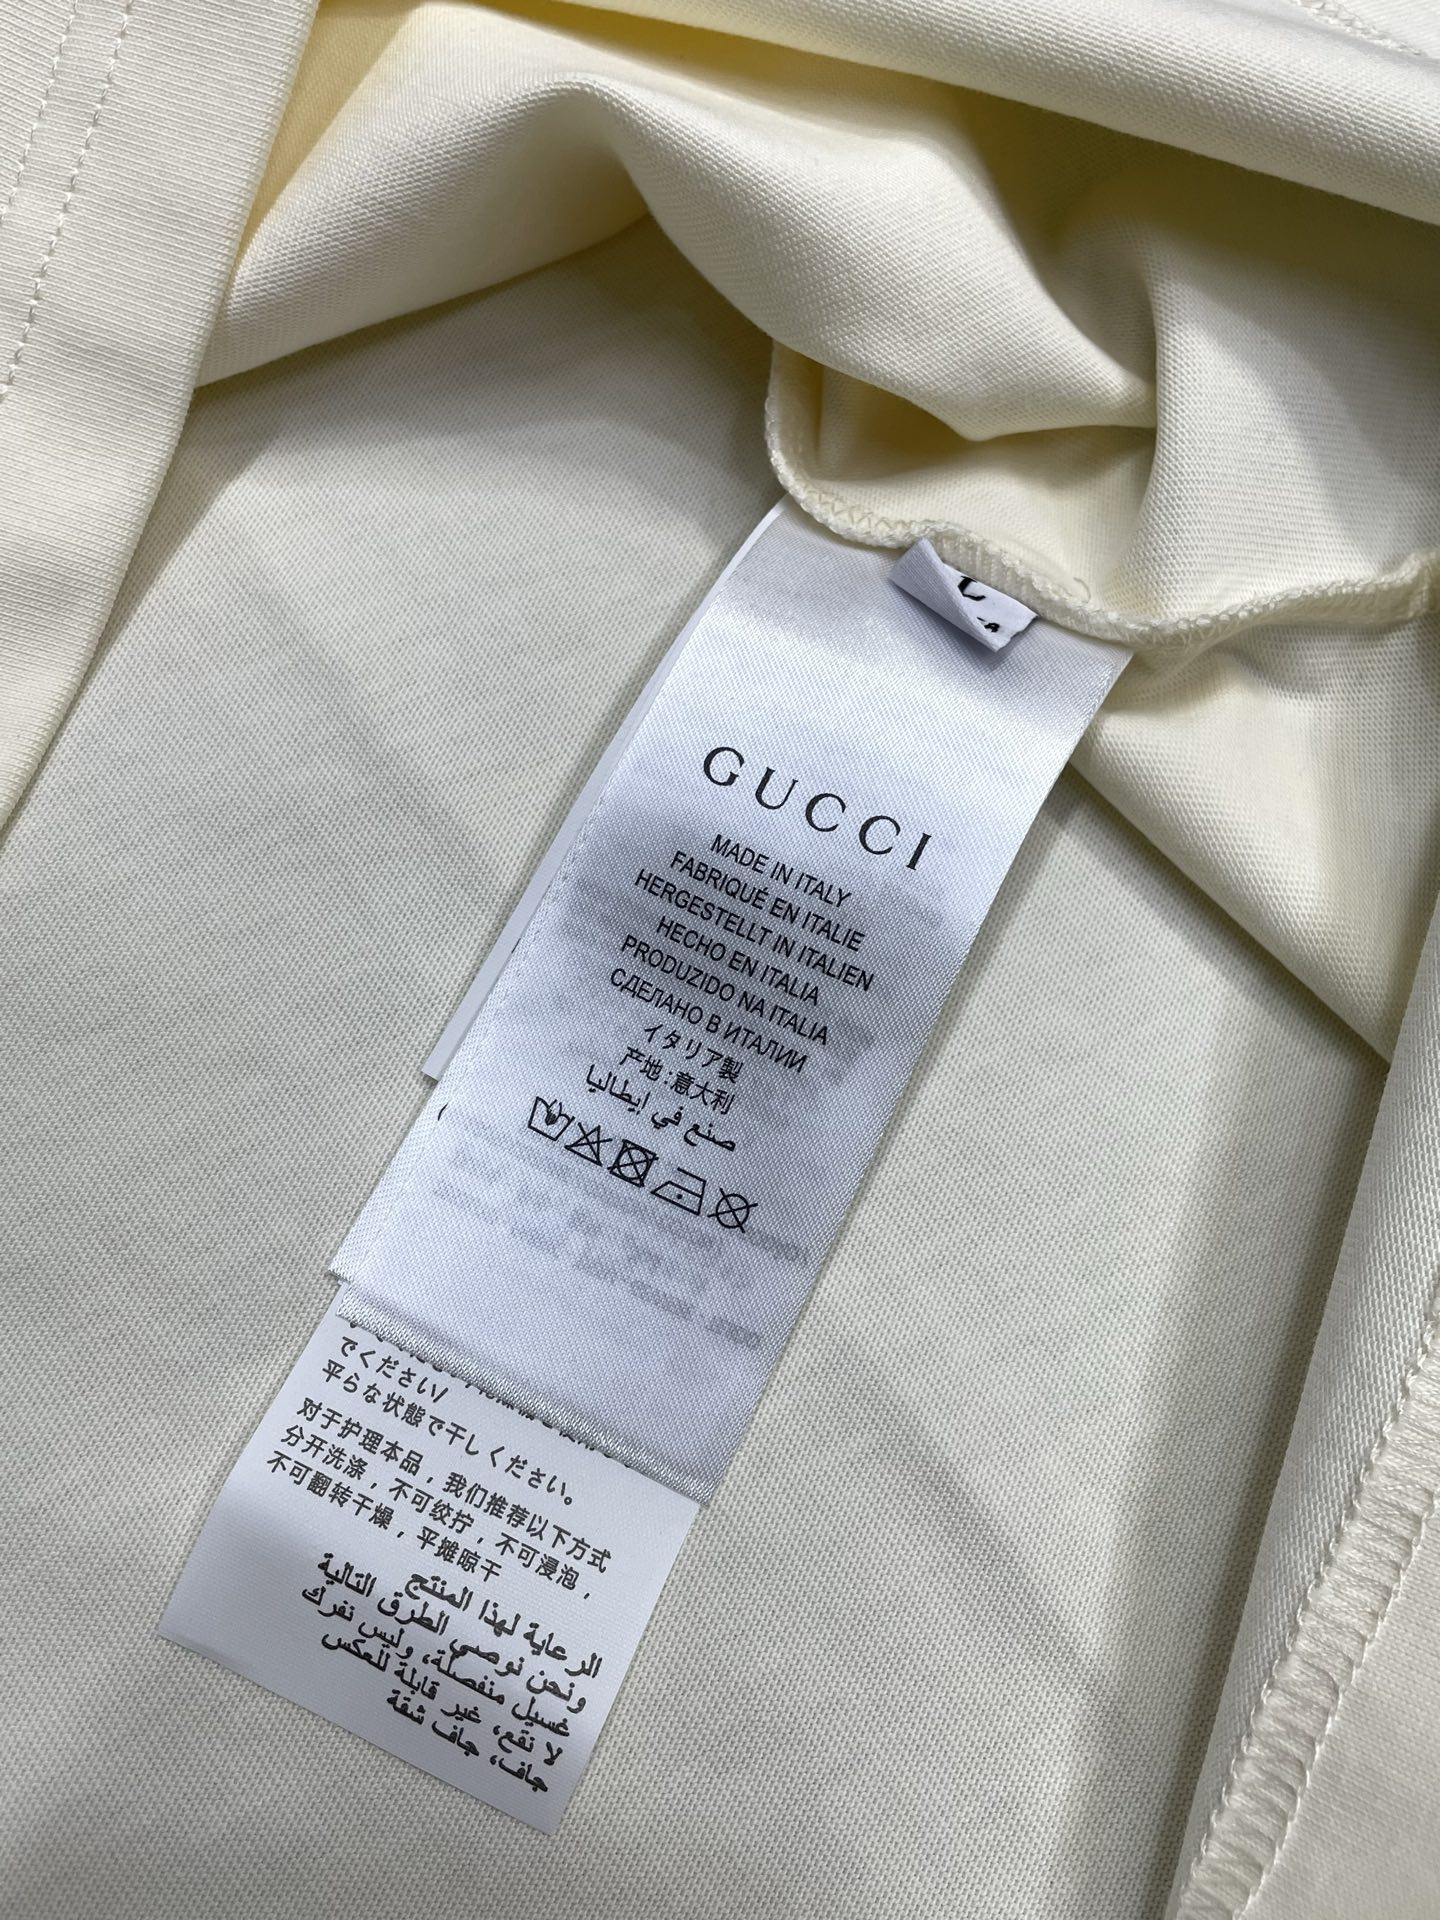 GUCCI
MADE IN ITALY
FABRIQUÉ EN ITALIE
HERGESTELLT IN ITALIEN
HECHO EN ITALIA
PRODUZIDO NA ITALIA
СДЕЛАНО В ИТАЛИИ
イタリア製
产地:意大利
صنع في إيطاليا
でください/
平らな状態で干しください。
对于护理本品，我们推荐以下方式
分开洗涤，不可绞拧，不可浸泡，
不可翻转干燥，平摊晾干
الرعاية لهذا المنتج
ونحن نوصي الطرق التالية
غسيل منفصلة، وليس نفرك
لا نقع، غير قابلة للعكس
جاف، جاف شقة